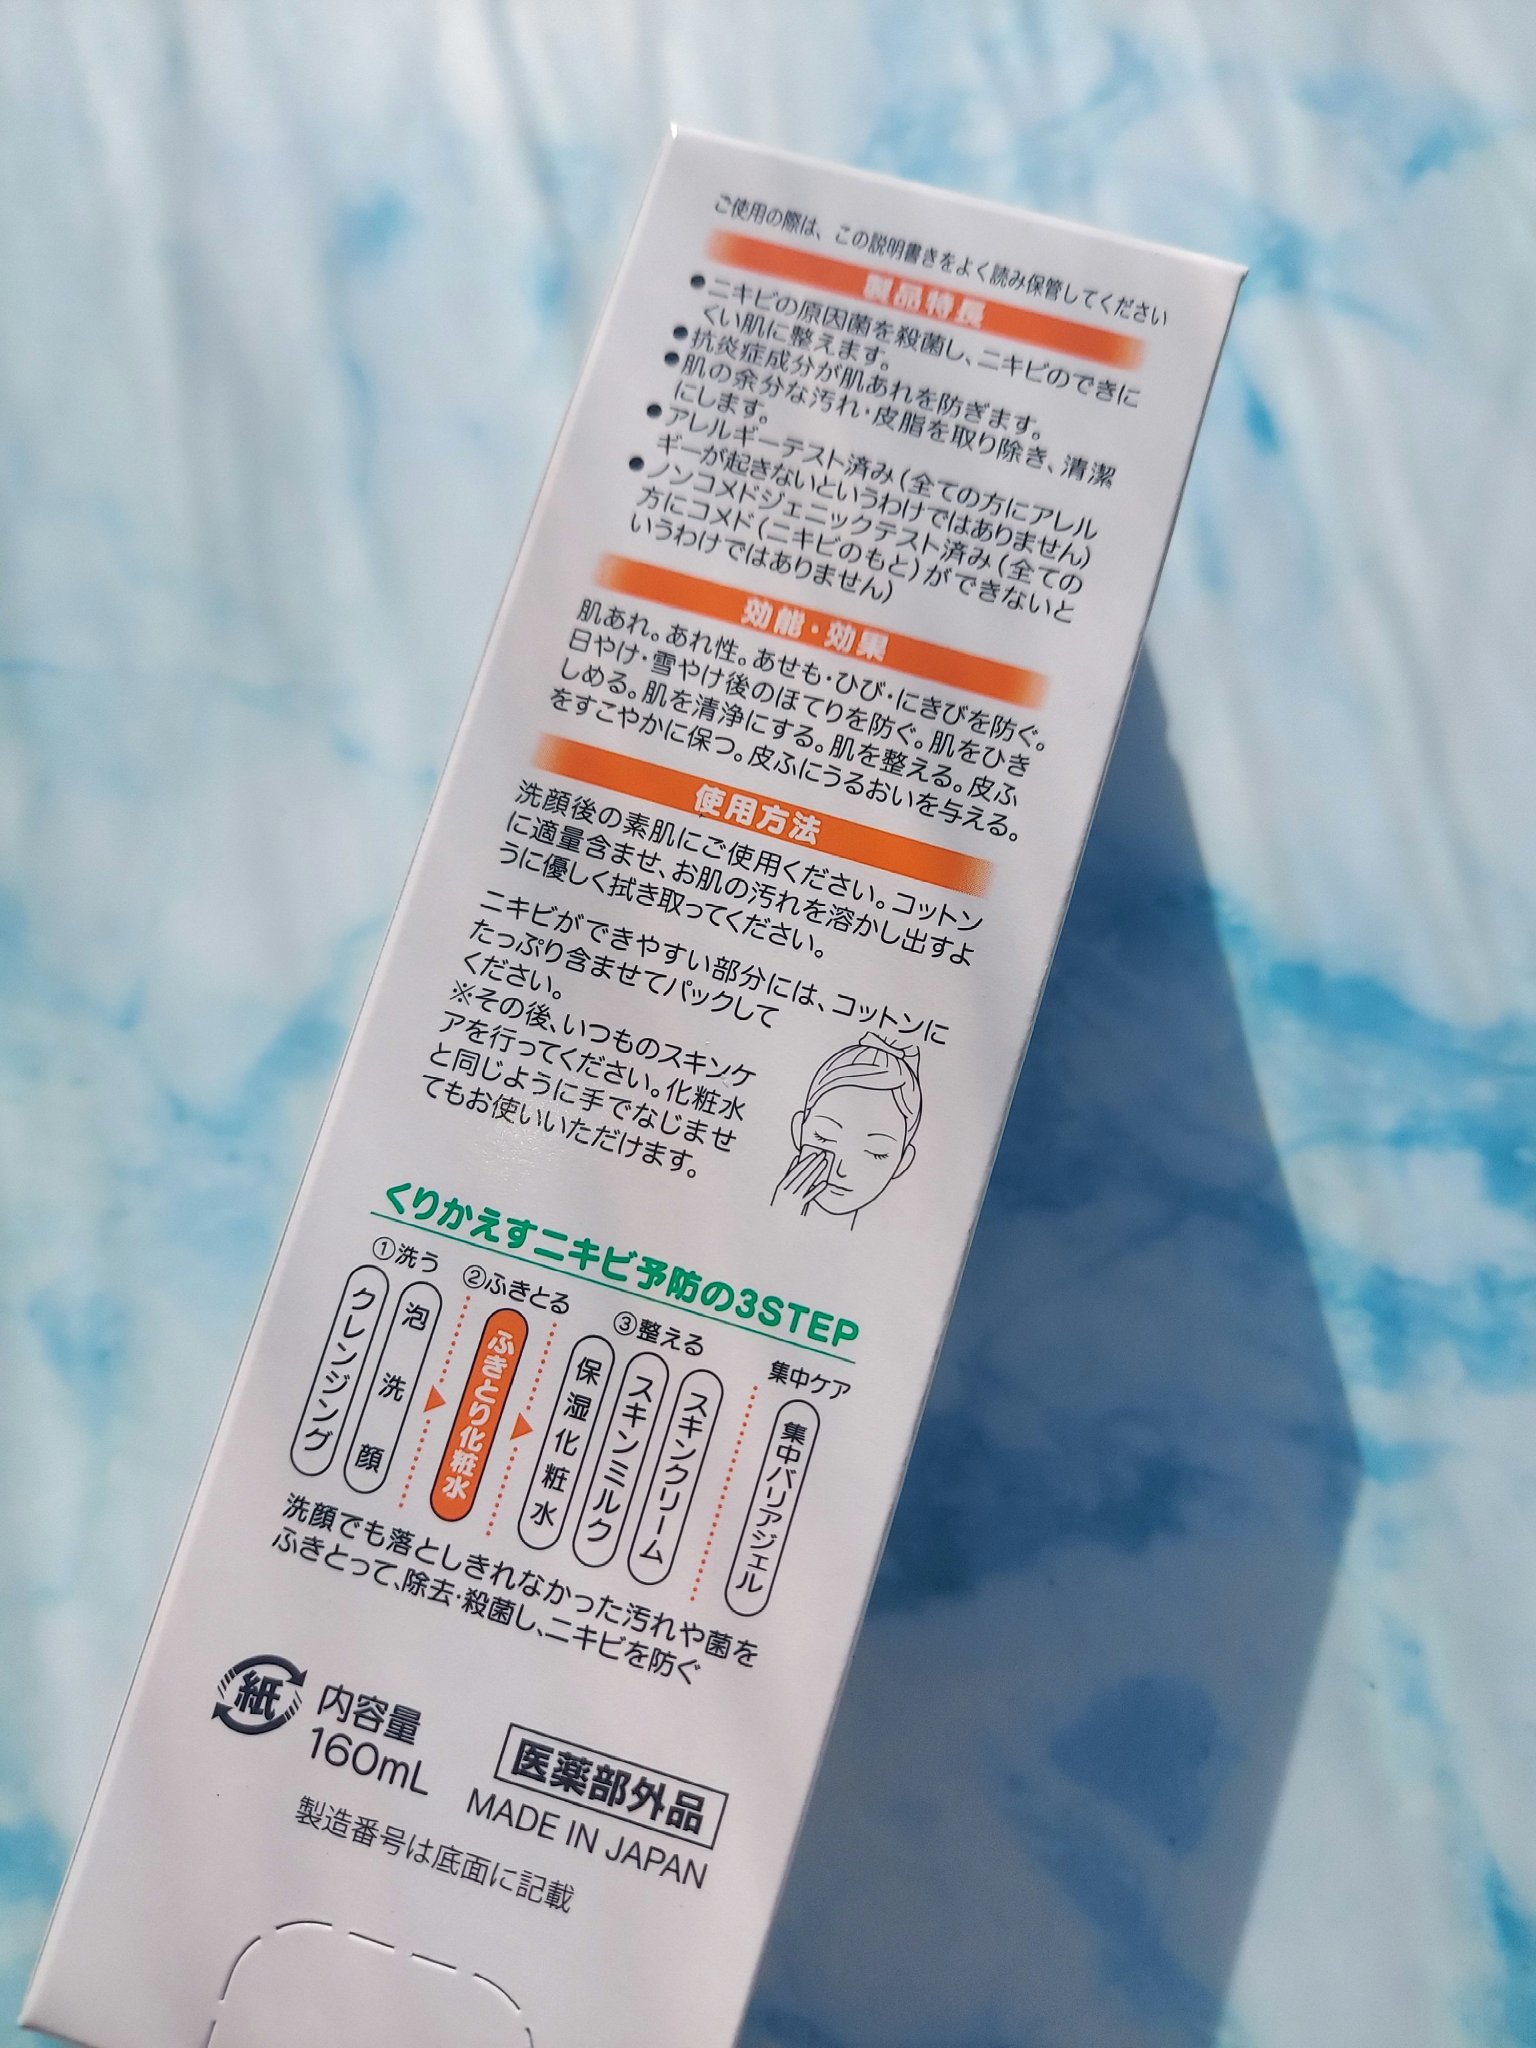 ご使用の際は、この説明書きをよく読み保管してください
製品特長
●ニキビの原因菌を殺菌し、ニキビのできに
くい肌に整えます。
●抗炎症成分が肌あれを防ぎます。
●肌の余分な汚れ・皮脂を取り除き、清潔
にします。
●アレルギーテスト済み(全ての方にアレル
ギーが起きないというわけではありません)
●ノンコメドジェニックテスト済み(全ての
方にコメド(ニキビのもと)ができないと
いうわけではありません)
効能・効果
肌あれ。あれ性。あせも・ひび・にきびを防ぐ。
日やけ・雪やけ後のほてりを防ぐ。肌をひき
しめる。肌を清浄にする。肌を整える。皮ふ
をすこやかに保つ。皮ふにうるおいを与える。
使用方法
洗顔後の素肌にご使用ください。コットン
に適量含ませ、お肌の汚れを溶かし出すよ
うに優しく拭き取ってください。
ニキビができやすい部分には、コットンに
たっぷり含ませてパックして
ください。
※その後、いつものスキンケ
アを行ってください。化粧水
と同じように手でなじませ
てもお使いいただけます。
くりかえすニキビ予防の3STEP
①洗う
クレンジング
泡洗顔
②ふきとる
ふきとり化粧水
③整える
保湿化粧水
スキンミルク
スキンクリーム
集中ケア
集中バリアジェル
洗顔でも落としきれなかった汚れや菌を
ふきとって、除去・殺菌し、ニキビを防ぐ
紙
内容量
160mL
医薬部外品
MADE IN JAPAN
製造番号は底面に記載